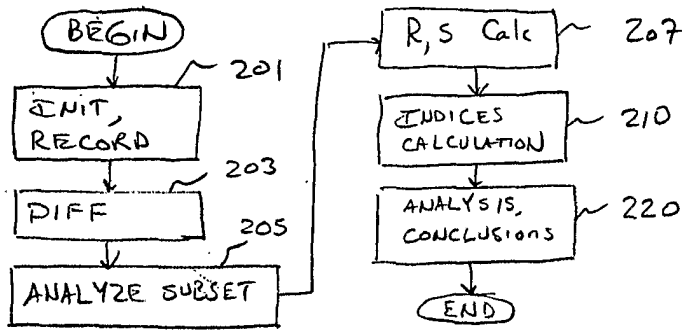 BEGIN
201
INIT,
RECORD
203
DIFF
205
ANALYZE SUBSET
R, S Calc
207
INDICES
CALCULATION
210
ANALYSIS,
CONCLUSIONS
220
END